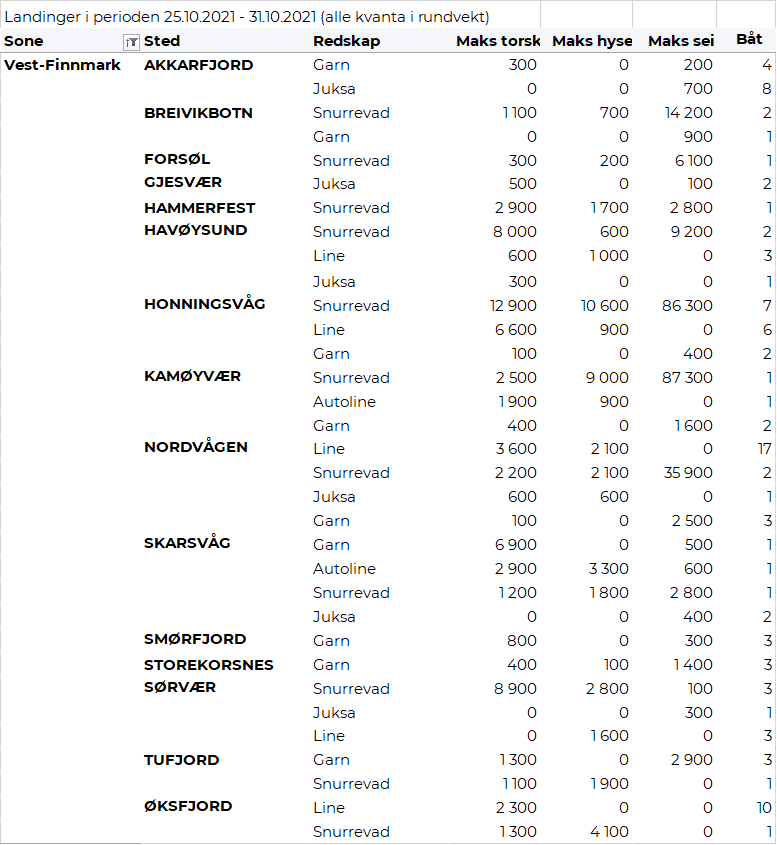 Landinger i perioden 25.10.2021 - 31.10.2021 (alle kvanta i rundvekt)
Sone Sted Redskap Maks torsk Maks hyse Maks sei Båt
Vest-Finnmark AKKARFJORD Garn 300 0 200 4
Juksa 0 0 700 8
BREIVIKBOTN Snurrevad 1 100 700 14 200 2
Garn 0 0 900 1
FORSØL Snurrevad 300 200 6 100 1
GJESVÆR Juksa 500 0 100 2
HAMMERFEST Snurrevad 2 900 1 700 2 800 1
HAVØYSUND Snurrevad 8 000 600 9 200 2
Line 600 1 000 0 3
Juksa 300 0 0 1
HONNINGSVÅG Snurrevad 12 900 10 600 86 300 7
Line 6 600 900 0 6
Garn 100 0 400 2
KAMØYVÆR Snurrevad 2 500 9 000 87 300 1
Autoline 1 900 900 0 1
Garn 400 0 1 600 2
NORDVÅGEN Line 3 600 2 100 0 17
Snurrevad 2 200 2 100 35 900 2
Juksa 600 600 0 1
Garn 100 0 2 500 3
SKARSVÅG Garn 6 900 0 500 1
Autoline 2 900 3 300 600 1
Snurrevad 1 200 1 800 2 800 1
Juksa 0 0 400 2
SMØRFJORD Garn 800 0 300 3
STOREKORSNES Garn 400 100 1 400 3
SØRVÆR Snurrevad 8 900 2 800 100 3
Juksa 0 0 300 1
Line 0 1 600 0 3
TUFJORD Garn 1 300 0 2 900 3
Snurrevad 1 100 1 900 0 1
ØKSFJORD Line 2 300 0 0 10
Snurrevad 1 300 4 100 0 1